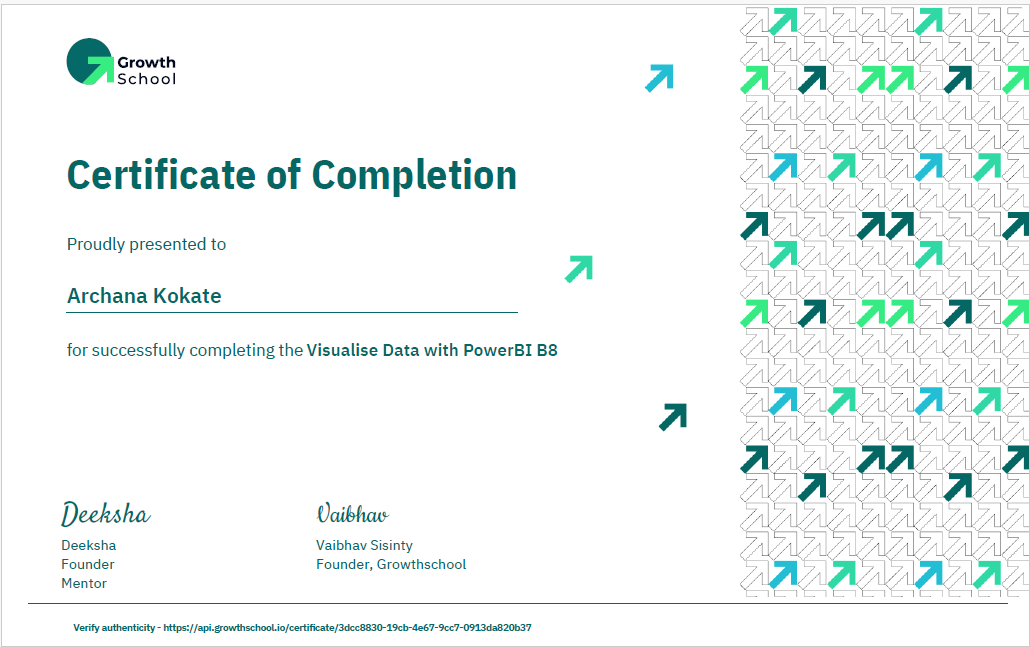 Growth
School
Certificate of Completion
Proudly presented to
Archana Kokate
for successfully completing the Visualise Data with PowerBI B8
Deeksha
Vaibhav
Deeksha
Founder
Mentor
Vaibhav Sisinty
Founder, Growthschool
Verify authenticity - https://api.growthschool.io/certificate/3dcc8830-19cb-4e67-9cc7-0913da820b37